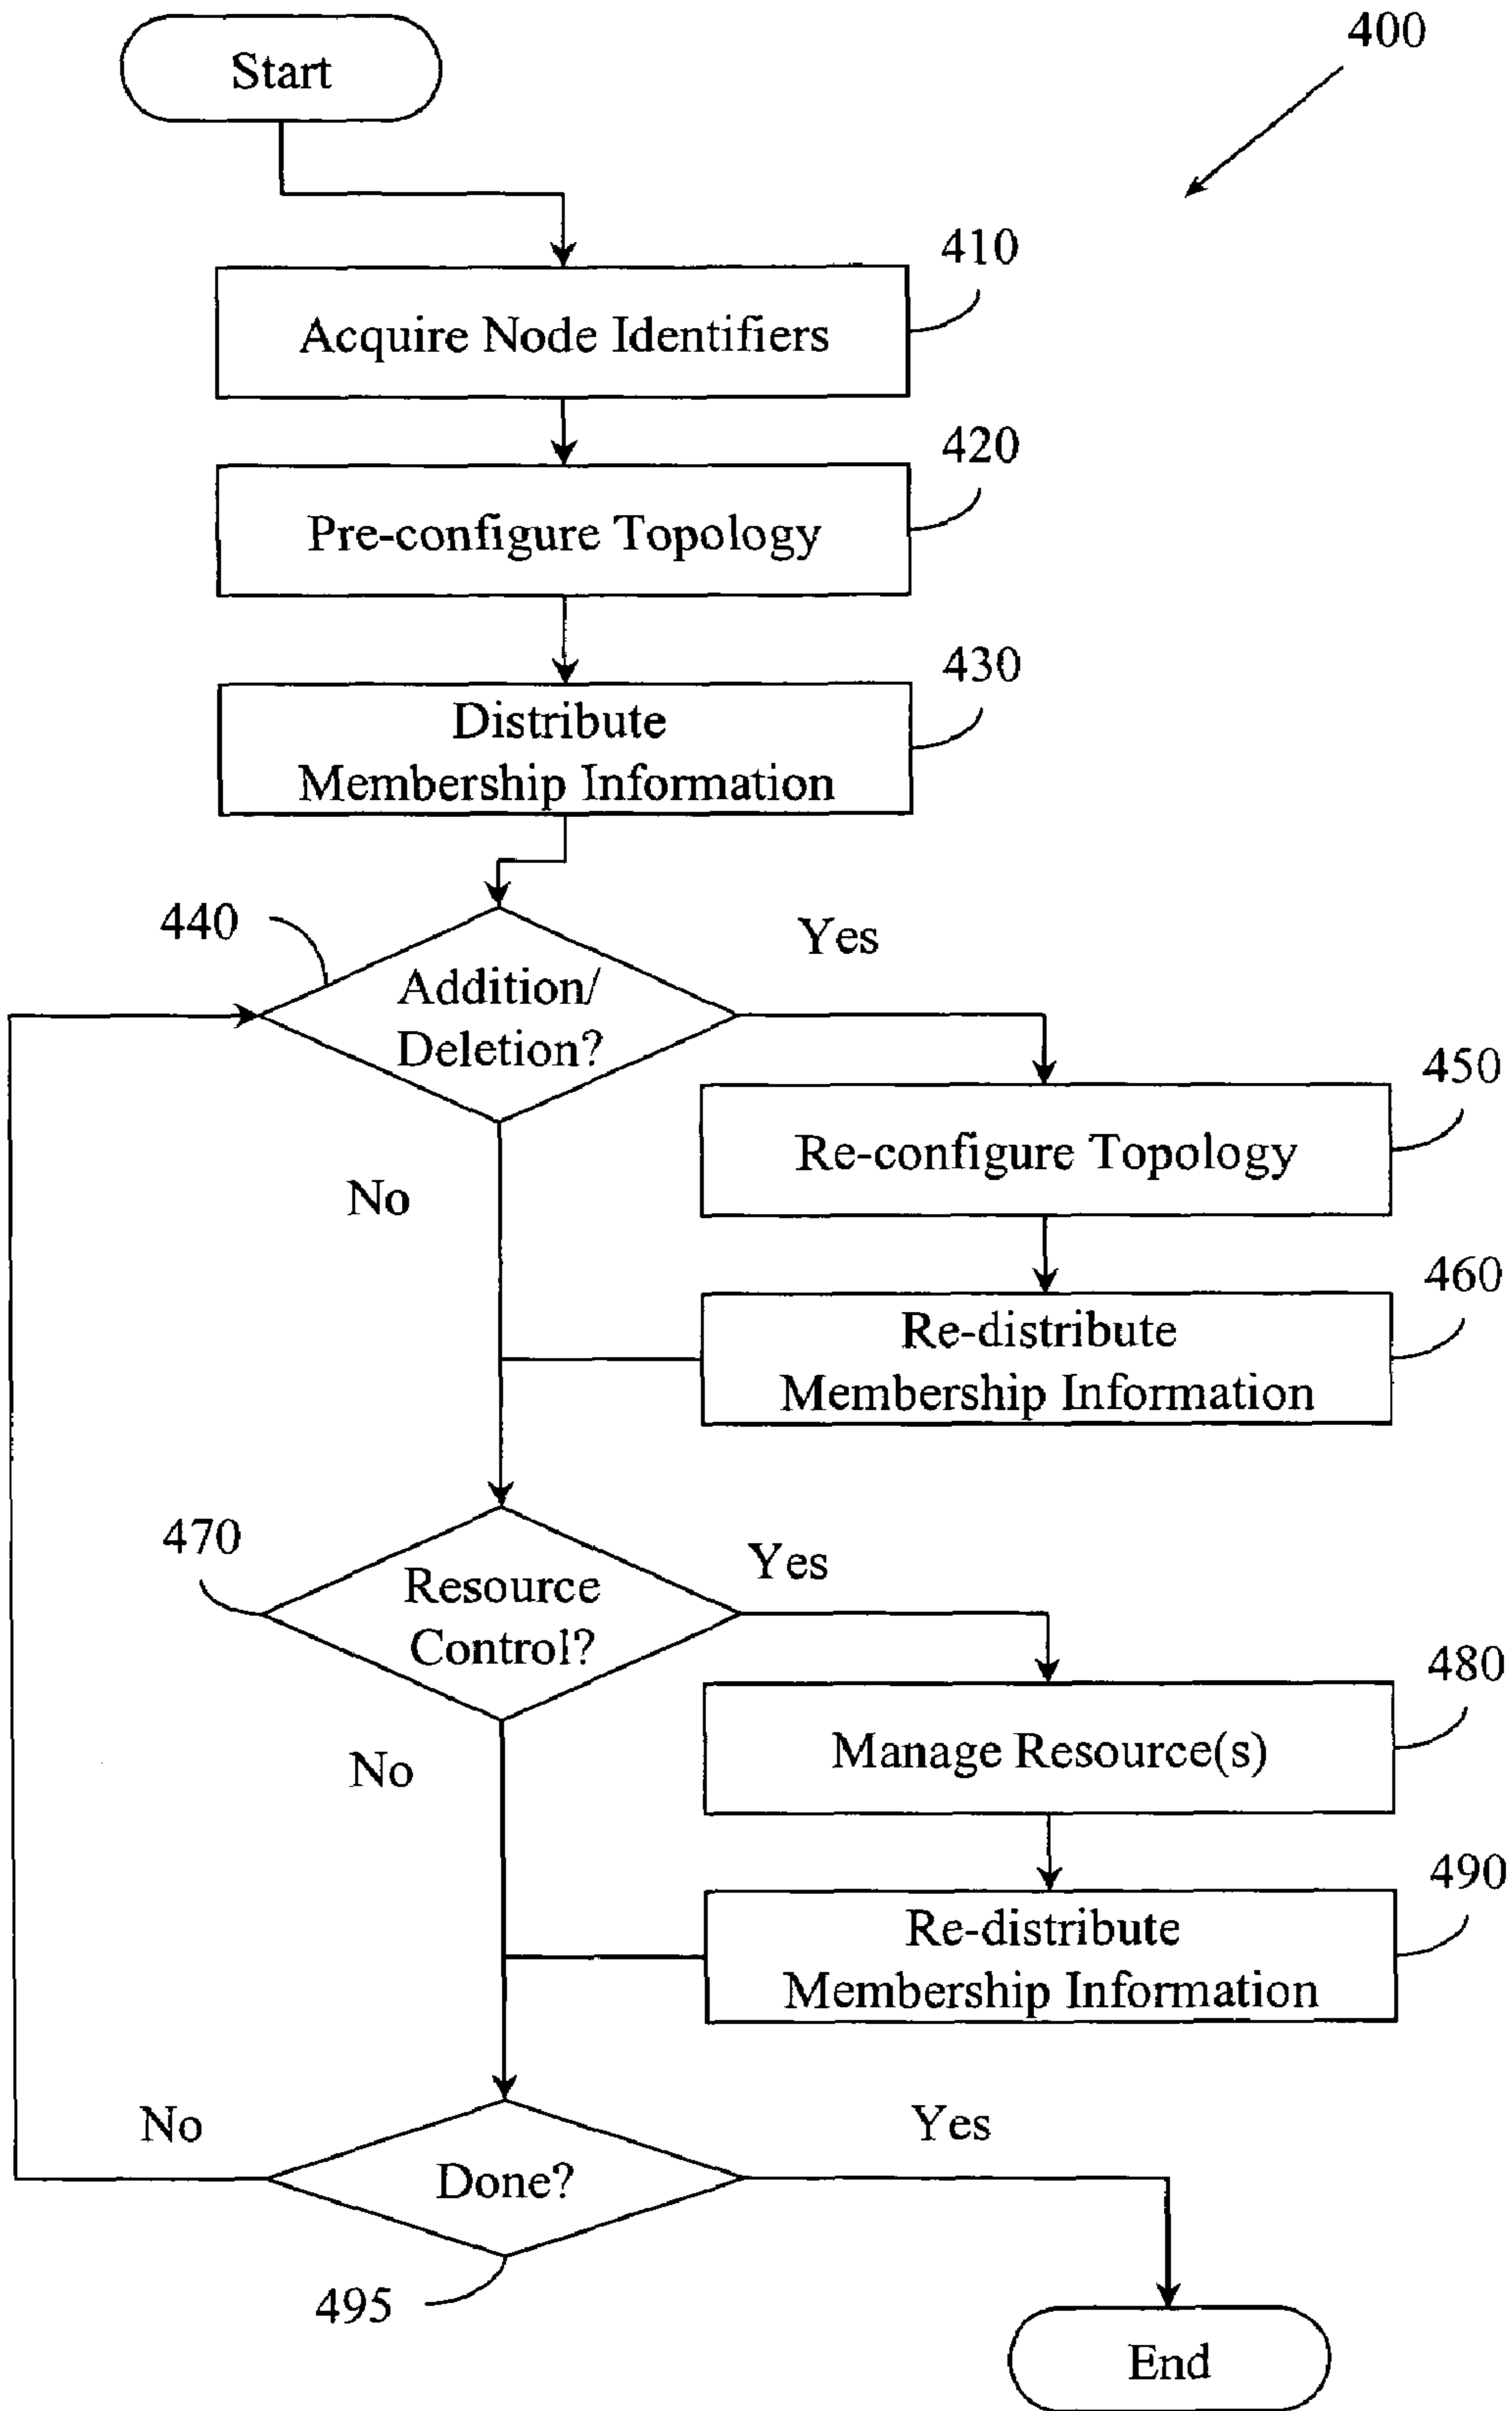 400
Start
410
Acquire Node Identifiers
420
Pre-configure Topology
430
Distribute
Membership Information
440
Yes
Addition/
Deletion?
450
Re-configure Topology
No
460
Re-distribute
Membership Information
470
Yes
Resource
Control?
480
Manage Resource(s)
No
490
Re-distribute
Membership Information
No
Yes
Done?
495
End